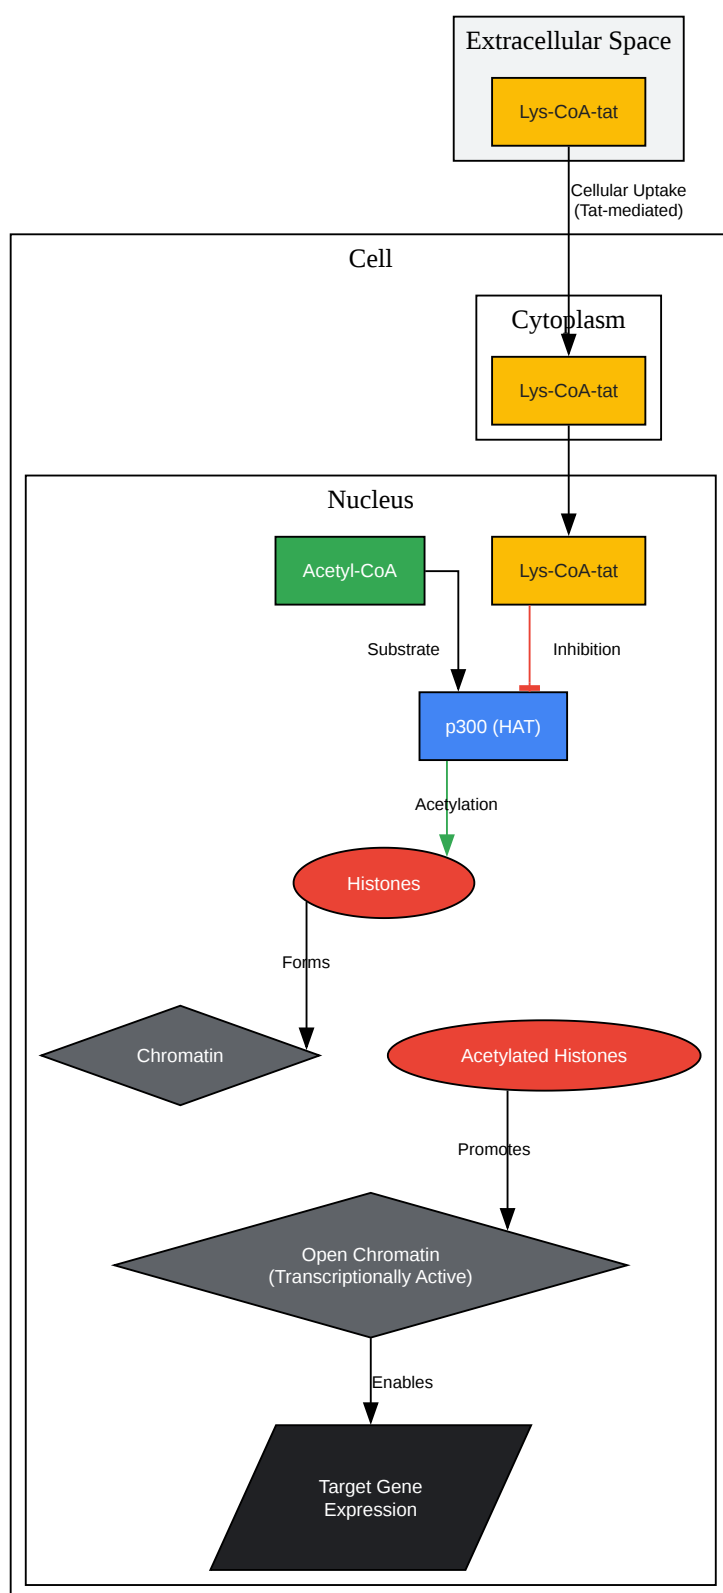 Extracellular Space
Lys-CoA-tat
Cellular Uptake
(Tat-mediated)
Cell
Cytoplasm
Lys-CoA-tat
Nucleus
Acetyl-CoA
Lys-CoA-tat
Substrate
Inhibition
p300 (HAT)
Acetylation
Histones
Forms
Chromatin
Acetylated Histones
Promotes
Open Chromatin
(Transcriptionally Active)
Enables
Target Gene
Expression